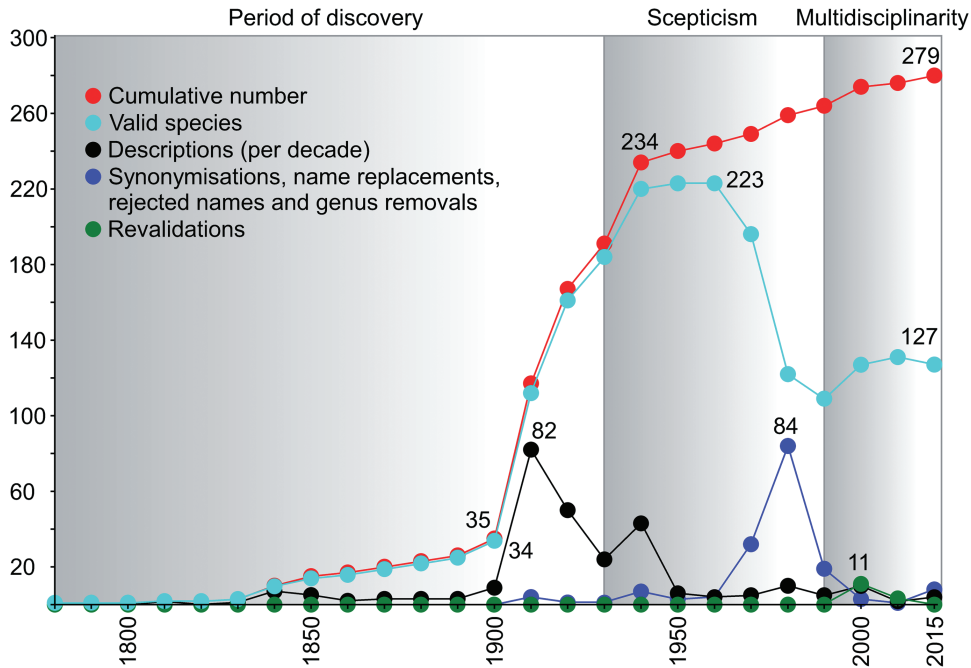 Period of discovery
Scepticism
Multidisciplinarity
300
260
220
180
140
100
60
20
Cumulative number
Valid species
Descriptions (per decade)
Synonymisations, name replacements,
rejected names and genus removals
Revalidations
279
234
223
127
82
84
35
34
11
1800
1850
1900
1950
2000
2015